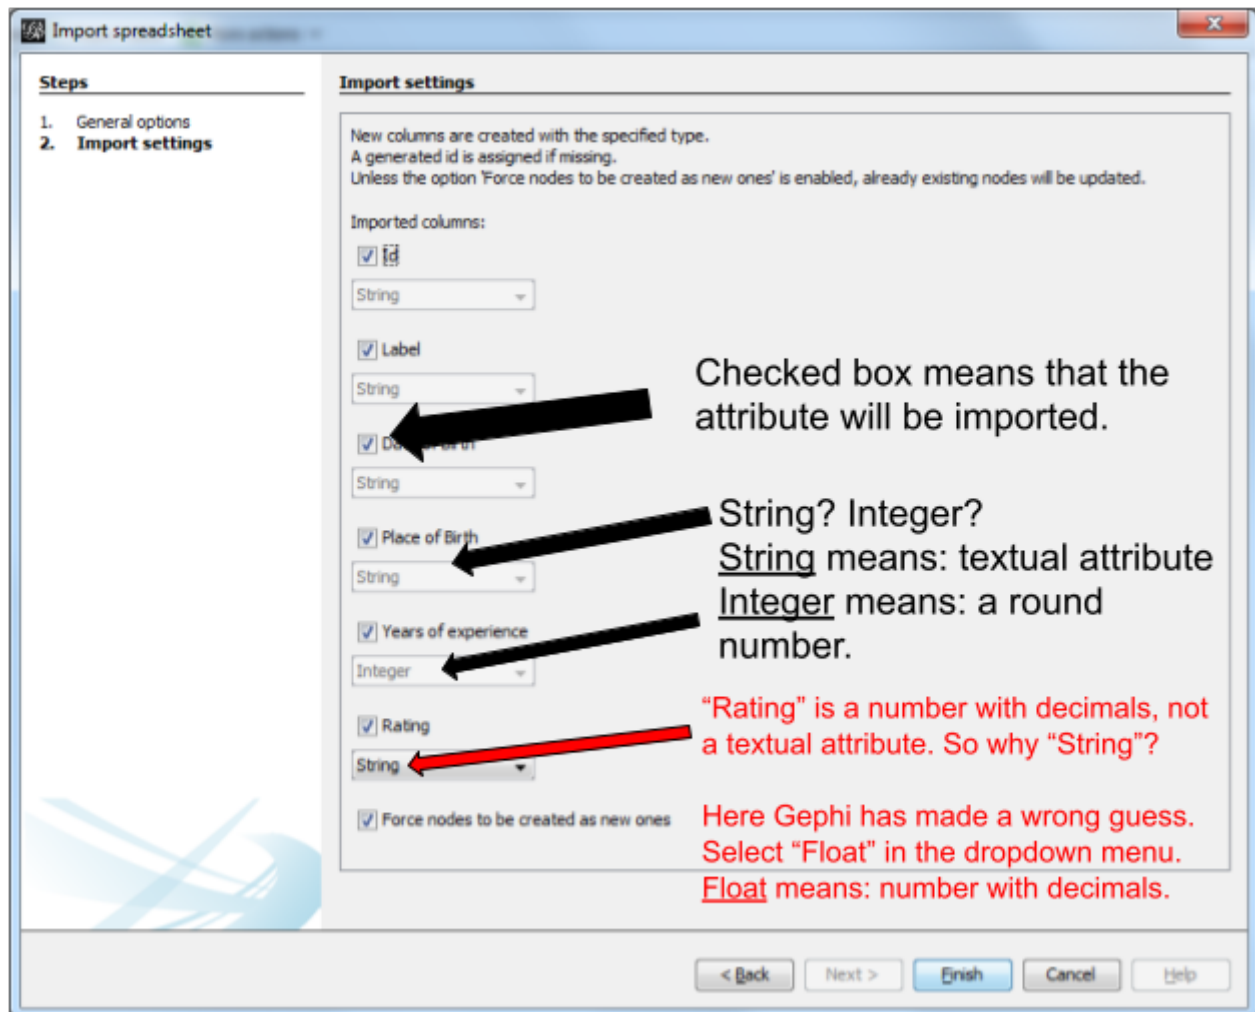 Import spreadsheet
Steps
1. General options
2. Import settings
Import settings
New columns are created with the specified type.
A generated id is assigned if missing.
Unless the option 'Force nodes to be created as new ones' is enabled, already existing nodes will be updated.
Imported columns:
Id
String
Label
String
Checked box means that the
attribute will be imported.
Birth
String
Place of Birth
String
String? Integer?
String means: textual attribute
Integer means: a round
number.
Years of experience
Integer
Rating
String
“Rating” is a number with decimals, not
a textual attribute. So why “String”?
Force nodes to be created as new ones
Here Gephi has made a wrong guess.
Select “Float” in the dropdown menu.
Float means: number with decimals.
< Back Next > Finish Cancel Help